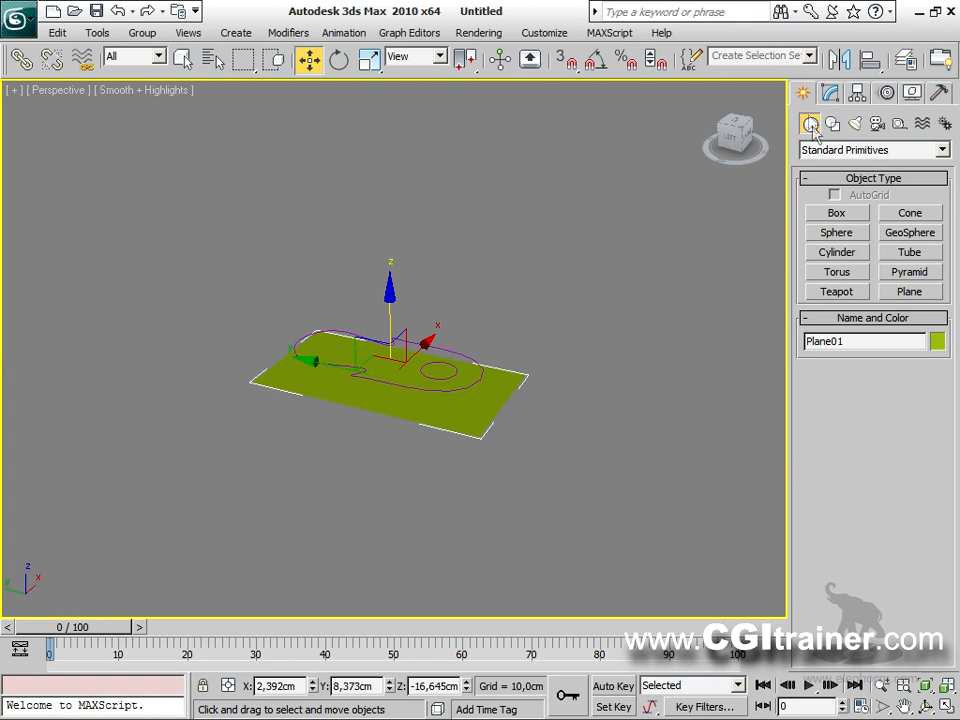 Autodesk 3ds Max 2010 x64 Untitled
Type a keyword or phrase
Edit Tools Group Views Create Modifiers Animation Graph Editors Rendering Customize MAXScript Help
All View Create Selection Se
[ + ] [ Perspective ] [ Smooth + Highlights ]
Standard Primitives
Object Type
AutoGrid
Box Cone
Sphere GeoSphere
Cylinder Tube
Torus Pyramid
Teapot Plane
Name and Color
Plane01
LEFT
z
x
z
x
0 / 100
www.CGItrainer.com
0 10 20 30 40 50 60 70 80 90 100
X: 2,392cm Y: 8,373cm Z: -16,645cm Grid = 10,0cm Auto Key Selected
Welcome to MAXScript. Click and drag to select and move objects Add Time Tag Set Key Key Filters... 0